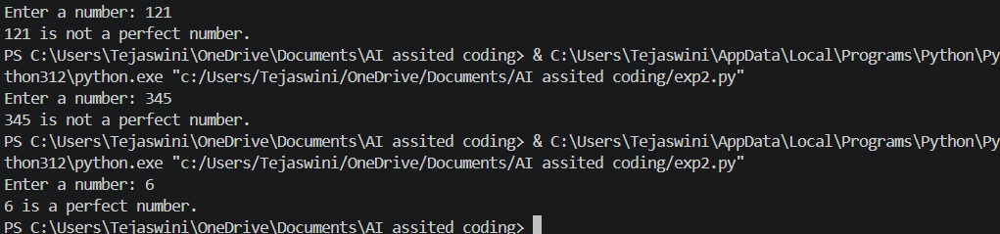 Enter a number: 121
121 is not a perfect number.
PS C:\Users\Tejaswini\OneDrive\Documents\AI assited coding> & C:\Users\Tejaswini\AppData\Local\Programs\Python\Py
thon312\python.exe "c:/Users/Tejaswini/OneDrive/Documents/AI assited coding/exp2.py"
Enter a number: 345
345 is not a perfect number.
PS C:\Users\Tejaswini\OneDrive\Documents\AI assited coding> & C:\Users\Tejaswini\AppData\Local\Programs\Python\Py
thon312\python.exe "c:/Users/Tejaswini/OneDrive/Documents/AI assited coding/exp2.py"
Enter a number: 6
6 is a perfect number.
PS C:\Users\Tejaswini\OneDrive\Documents\AI assited coding>